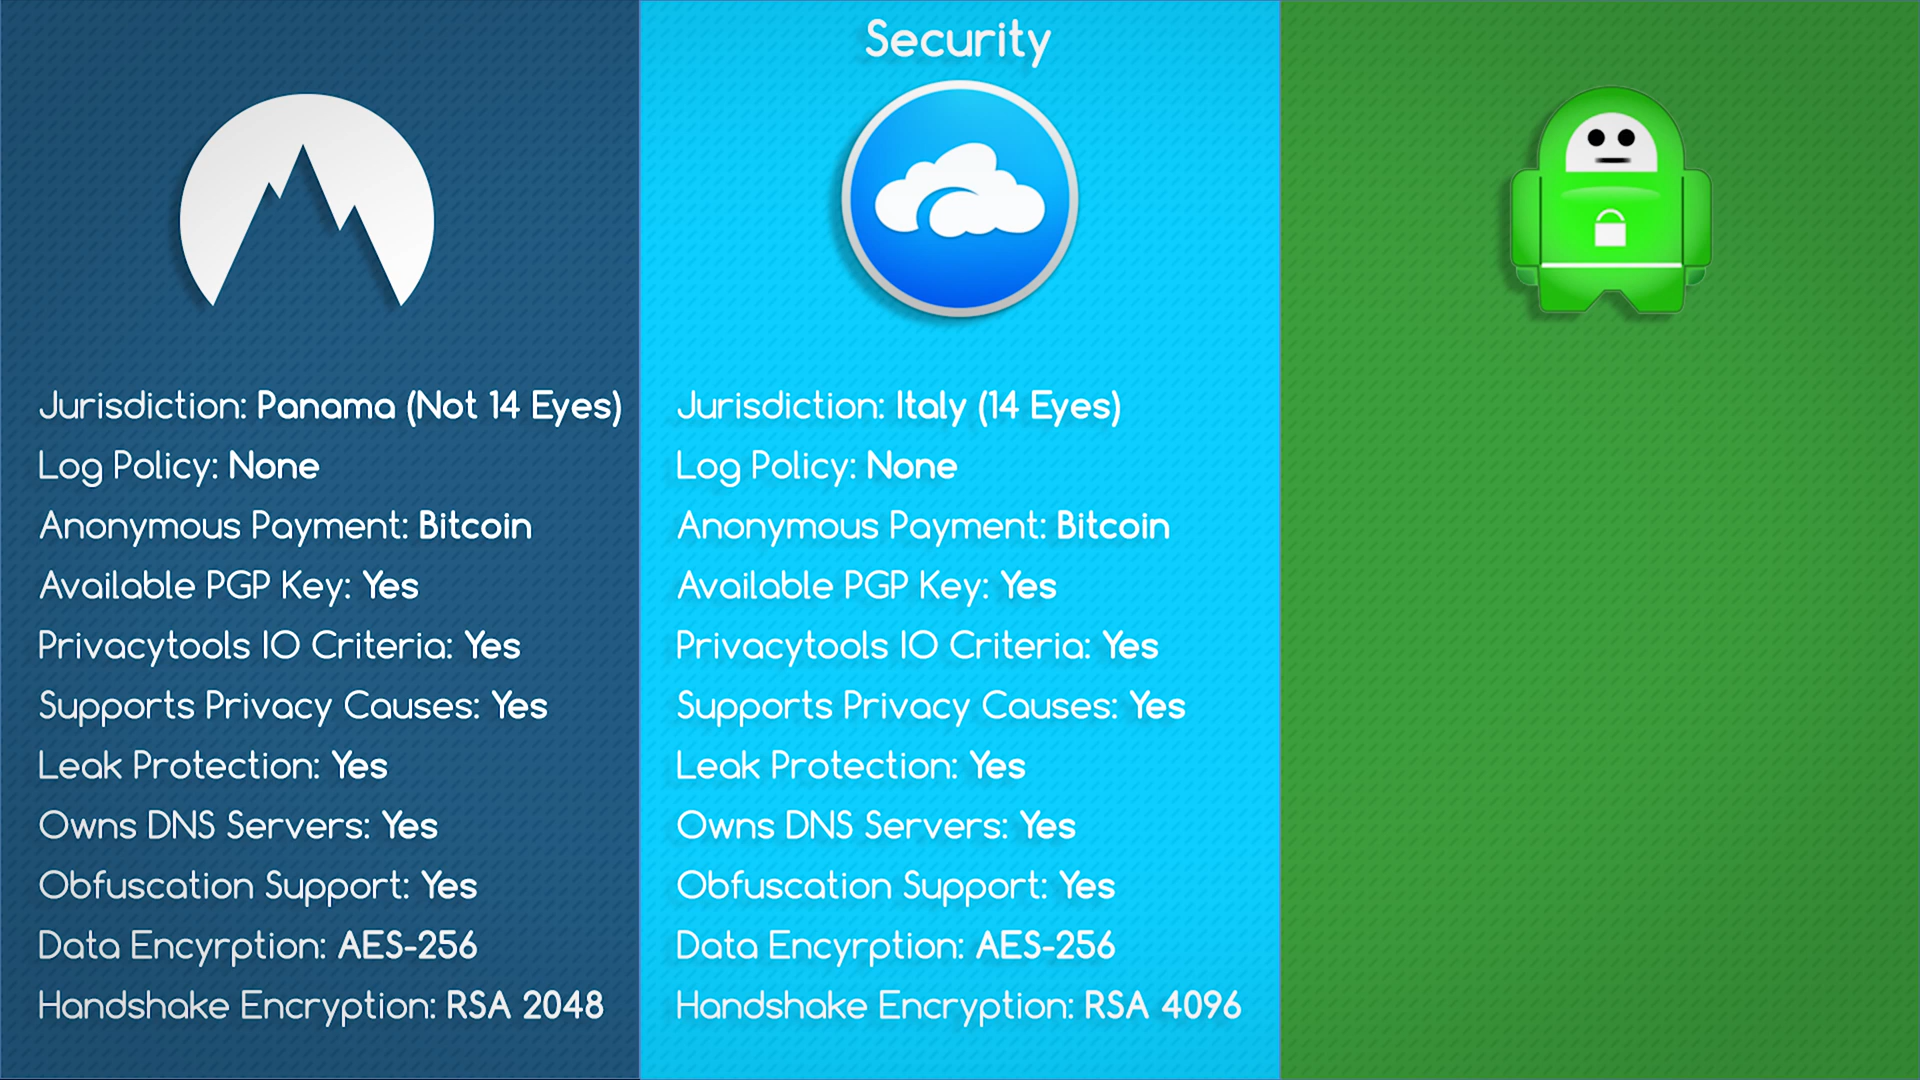 Security
Jurisdiction: Panama (Not 14 Eyes)
Log Policy: None
Anonymous Payment: Bitcoin
Available PGP Key: Yes
Privacytools IO Criteria: Yes
Supports Privacy Causes: Yes
Leak Protection: Yes
Owns DNS Servers: Yes
Obfuscation Support: Yes
Data Encyrption: AES-256
Handshake Encryption: RSA 2048
Jurisdiction: Italy (14 Eyes)
Log Policy: None
Anonymous Payment: Bitcoin
Available PGP Key: Yes
Privacytools IO Criteria: Yes
Supports Privacy Causes: Yes
Leak Protection: Yes
Owns DNS Servers: Yes
Obfuscation Support: Yes
Data Encyrption: AES-256
Handshake Encryption: RSA 4096